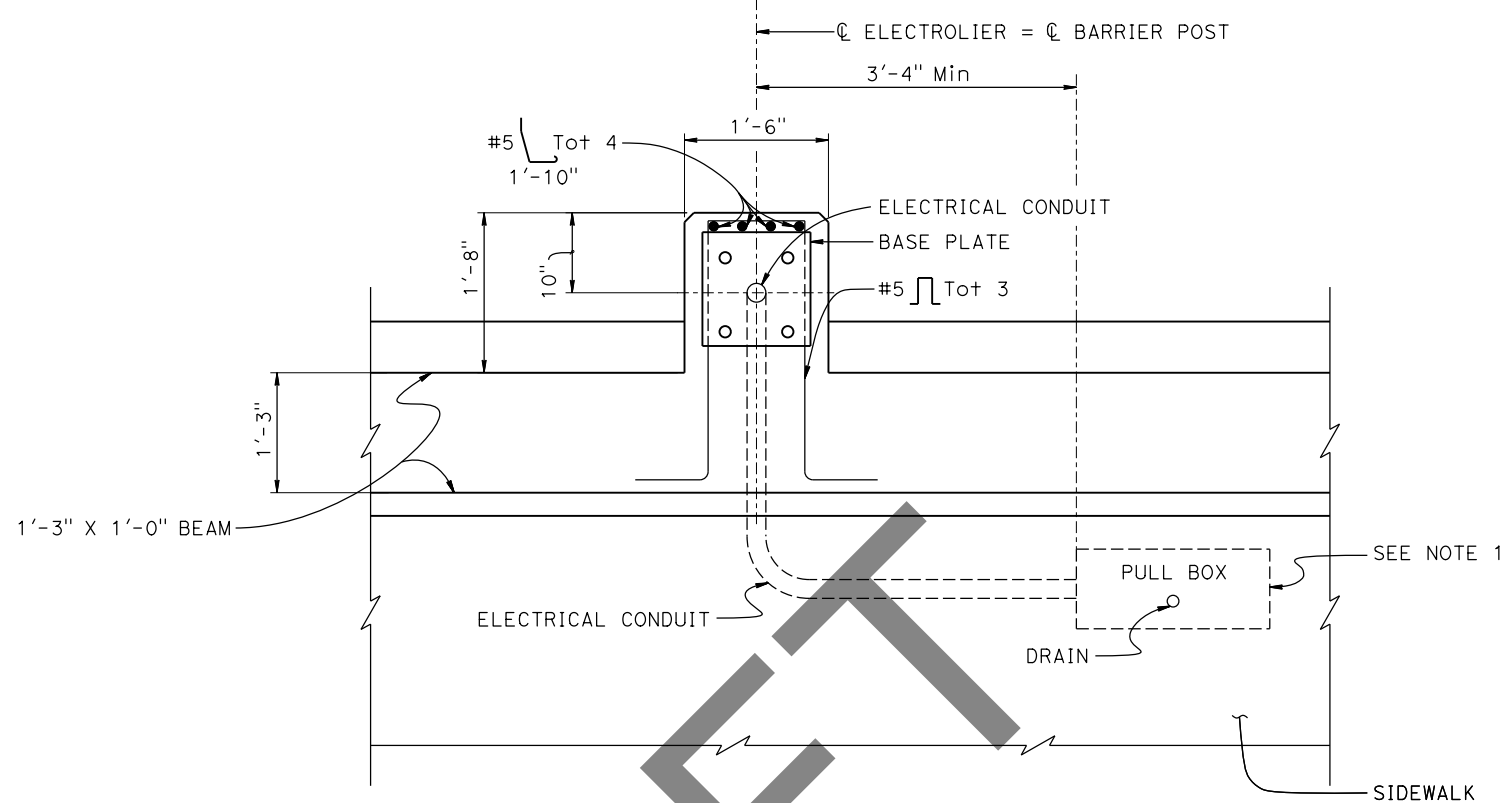 ℄ ELECTROLIER = ℄ BARRIER POST
3'-4" Min
1'-6"
#5 Tot 4
1'-10"
ELECTRICAL CONDUIT
BASE PLATE
#5 Tot 3
1'-8"
10"
1'-3"
1'-3" X 1'-0" BEAM
SEE NOTE 1
PULL BOX
ELECTRICAL CONDUIT
DRAIN
SIDEWALK